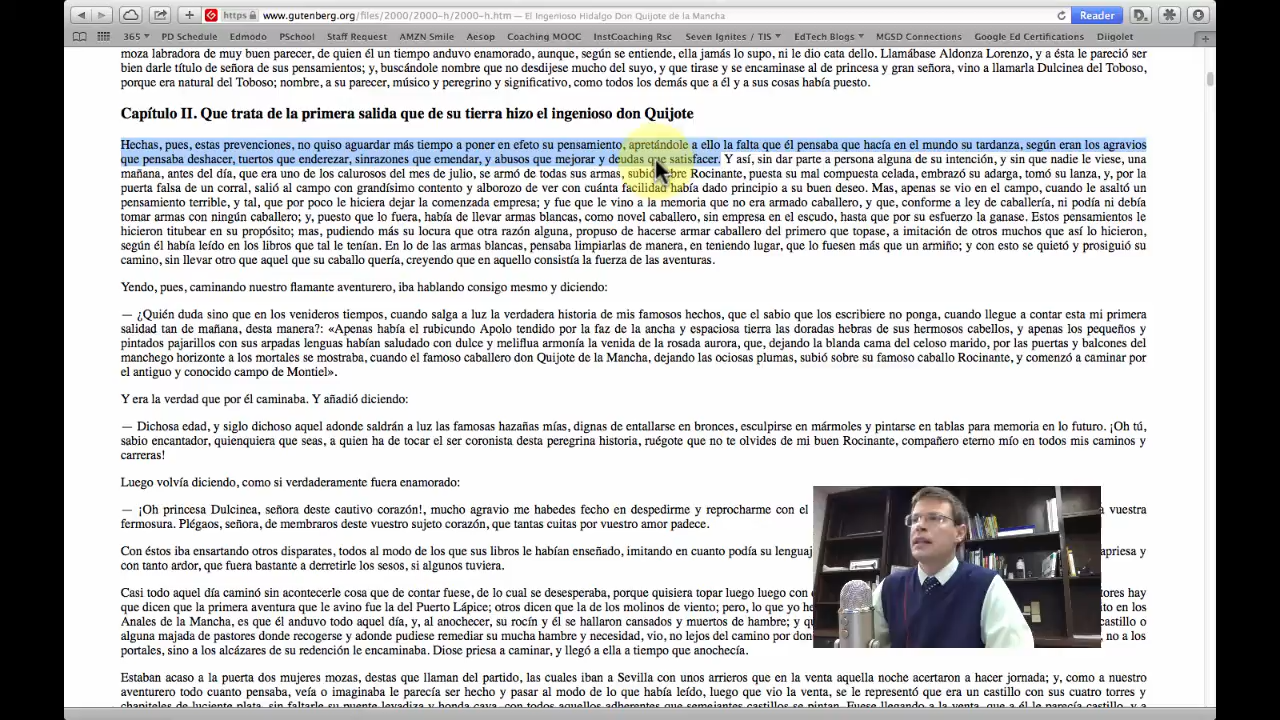 https www.gutenberg.org/files/2000/2000-h/2000-h.htm — El Ingenioso Hidalgo Don Quijote de la Mancha
Reader
365 PD Schedule Edmodo PSchool Staff Request AMZN Smile Aesop Coaching MOOC InstCoaching Rsc Seven Ignites / TIS EdTech Blogs MGSD Connections Google Ed Certifications Diigolet
moza labradora de muy buen parecer, de quien él un tiempo anduvo enamorado, aunque, según se entiende, ella jamás lo supo, ni le dio cata dello. Llamábase Aldonza Lorenzo, y a ésta le pareció ser
bien darle título de señora de sus pensamientos; y, buscándole nombre que no desdijese mucho del suyo, y que tirase y se encaminase al de princesa y gran señora, vino a llamarla Dulcinea del Toboso,
porque era natural del Toboso; nombre, a su parecer, músico y peregrino y significativo, como todos los demás que a él y a sus cosas había puesto.
Capítulo II. Que trata de la primera salida que de su tierra hizo el ingenioso don Quijote
Hechas, pues, estas prevenciones, no quiso aguardar más tiempo a poner en efeto su pensamiento, apretándole a ello la falta que él pensaba que hacía en el mundo su tardanza, según eran los agravios
que pensaba deshacer, tuertos que enderezar, sinrazones que emendar, y abusos que mejorar y deudas que satisfacer. Y así, sin dar parte a persona alguna de su intención, y sin que nadie le viese, una
mañana, antes del día, que era uno de los calurosos del mes de julio, se armó de todas sus armas, subió sobre Rocinante, puesta su mal compuesta celada, embrazó su adarga, tomó su lanza, y, por la
puerta falsa de un corral, salió al campo con grandísimo contento y alborozo de ver con cuánta facilidad había dado principio a su buen deseo. Mas, apenas se vio en el campo, cuando le asaltó un
pensamiento terrible, y tal, que por poco le hiciera dejar la comenzada empresa; y fue que le vino a la memoria que no era armado caballero, y que, conforme a ley de caballería, ni podía ni debía
tomar armas con ningún caballero; y, puesto que lo fuera, había de llevar armas blancas, como novel caballero, sin empresa en el escudo, hasta que por su esfuerzo la ganase. Estos pensamientos le
hicieron titubear en su propósito; mas, pudiendo más su locura que otra razón alguna, propuso de hacerse armar caballero del primero que topase, a imitación de otros muchos que así lo hicieron,
según él había leído en los libros que tal le tenían. En lo de las armas blancas, pensaba limpiarlas de manera, en teniendo lugar, que lo fuesen más que un armiño; y con esto se quietó y prosiguió su
camino, sin llevar otro que aquel que su caballo quería, creyendo que en aquello consistía la fuerza de las aventuras.
Yendo, pues, caminando nuestro flamante aventurero, iba hablando consigo mesmo y diciendo:
— ¿Quién duda sino que en los venideros tiempos, cuando salga a luz la verdadera historia de mis famosos hechos, que el sabio que los escribiere no ponga, cuando llegue a contar esta mi primera
salidad tan de mañana, desta manera?: «Apenas había el rubicundo Apolo tendido por la faz de la ancha y espaciosa tierra las doradas hebras de sus hermosos cabellos, y apenas los pequeños y
pintados pajarillos con sus arpadas lenguas habían saludado con dulce y meliflua armonía la venida de la rosada aurora, que, dejando la blanda cama del celoso marido, por las puertas y balcones del
manchego horizonte a los mortales se mostraba, cuando el famoso caballero don Quijote de la Mancha, dejando las ociosas plumas, subió sobre su famoso caballo Rocinante, y comenzó a caminar por
el antiguo y conocido campo de Montiel».
Y era la verdad que por él caminaba. Y añadió diciendo:
— Dichosa edad, y siglo dichoso aquel adonde saldrán a luz las famosas hazañas mías, dignas de entallarse en bronces, esculpirse en mármoles y pintarse en tablas para memoria en lo futuro. ¡Oh tú,
sabio encantador, quienquiera que seas, a quien ha de tocar el ser coronista desta peregrina historia, ruégote que no te olvides de mi buen Rocinante, compañero eterno mío en todos mis caminos y
carreras!
Luego volvía diciendo, como si verdaderamente fuera enamorado:
— ¡Oh princesa Dulcinea, señora deste cautivo corazón!, mucho agravio me habedes fecho en despedirme y reprocharme con el vuestra
fermosura. Plégaos, señora, de membraros deste vuestro sujeto corazón, que tantas cuitas por vuestro amor padece.
Con éstos iba ensartando otros disparates, todos al modo de los que sus libros le habían enseñado, imitando en cuanto podía su lenguaj apriesa y
con tanto ardor, que fuera bastante a derretirle los sesos, si algunos tuviera.
Casi todo aquel día caminó sin acontecerle cosa que de contar fuese, de lo cual se desesperaba, porque quisiera topar luego luego con ores hay
que dicen que la primera aventura que le avino fue la del Puerto Lápice; otros dicen que la de los molinos de viento; pero, lo que yo h ito en los
Anales de la Mancha, es que él anduvo todo aquel día, y, al anochecer, su rocín y él se hallaron cansados y muertos de hambre; y q castillo o
alguna majada de pastores donde recogerse y adonde pudiese remediar su mucha hambre y necesidad, vio, no lejos del camino por don , no a los
portales, sino a los alcázares de su redención le encaminaba. Diose priesa a caminar, y llegó a ella a tiempo que anochecía.
Estaban acaso a la puerta dos mujeres mozas, destas que llaman del partido, las cuales iban a Sevilla con unos arrieros que en la venta aquella noche acertaron a hacer jornada; y, como a nuestro
aventurero todo cuanto pensaba, veía o imaginaba le parecía ser hecho y pasar al modo de lo que había leído, luego que vio la venta, se le representó que era un castillo con sus cuatro torres y
chapiteles de luciente plata, sin faltarle su puente levadiza y honda cava, con todos aquellos adherentes que semejantes castillos se pintan. Fuese llegando a la venta, que a él le parecía castillo, y a